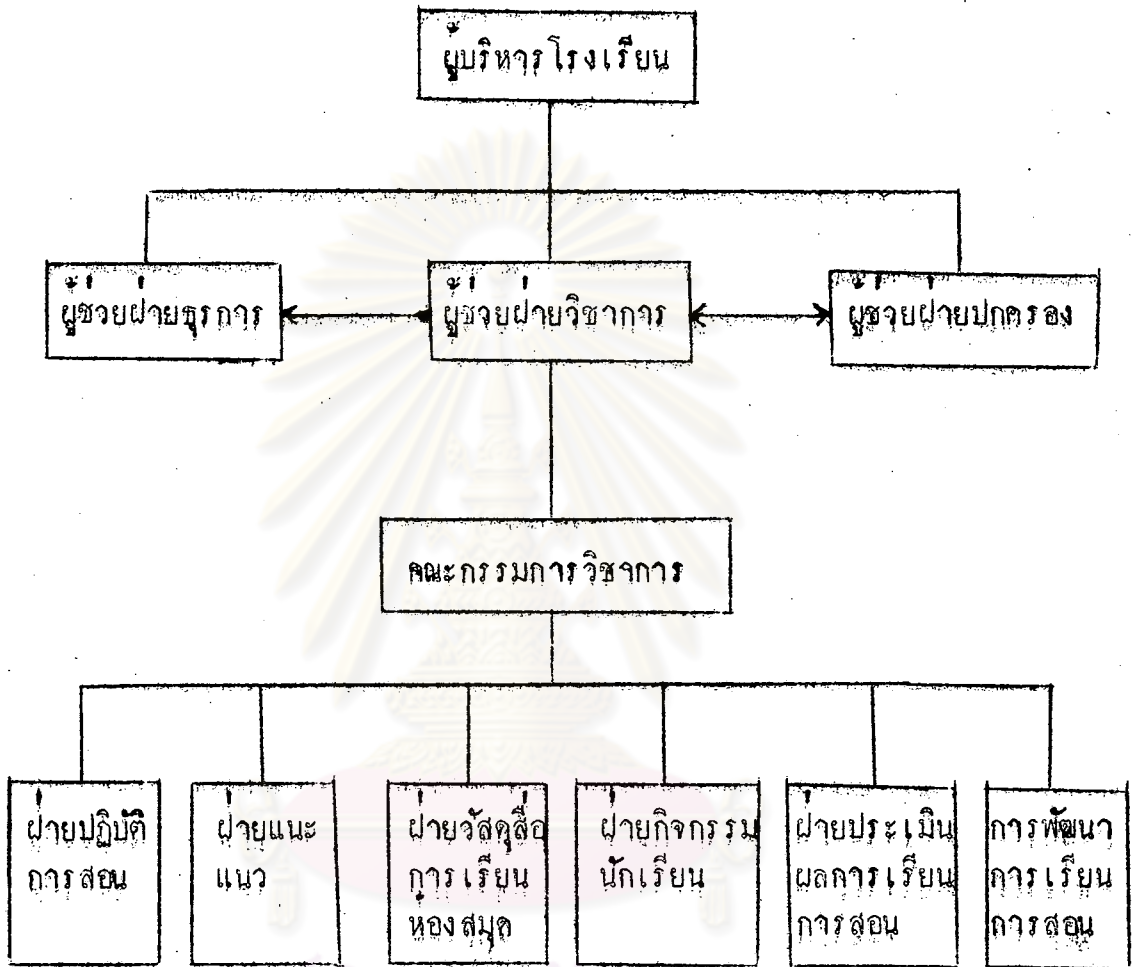 ผู้บริหารโรงเรียน
ผู้ช่วยฝ่ายธุรการ
ผู้ช่วยฝ่ายวิชาการ
ผู้ช่วยฝ่ายปกครอง
คณะกรรมการวิชาการ
ฝ่ายปฏิบัติ
การสอน
ฝ่ายแนะ
แนว
ฝ่ายวัสดุสื่อ
การเรียน
ห้องสมุด
ฝ่ายกิจกรรม
นักเรียน
ฝ่ายประเมิน
ผลการเรียน
การสอน
การพัฒนา
การเรียน
การสอน